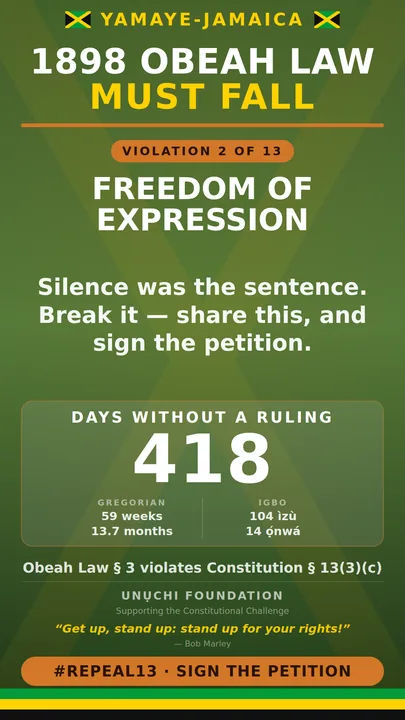 YAMAYE-JAMAICA
1898 OBEAH LAW
MUST FALL
VIOLATION 2 OF 13
FREEDOM OF
EXPRESSION
Silence was the sentence.
Break it — share this, and
sign the petition.
DAYS WITHOUT A RULING
418
GREGORIAN
59 weeks
13.7 months
IGBO
104 ìzù
14 ọ́nwá
Obeah Law § 3 violates Constitution § 13(3)(c)
UNỤCHI FOUNDATION
Supporting the Constitutional Challenge
“Get up, stand up: stand up for your rights!”
— Bob Marley
#REPEAL13 · SIGN THE PETITION